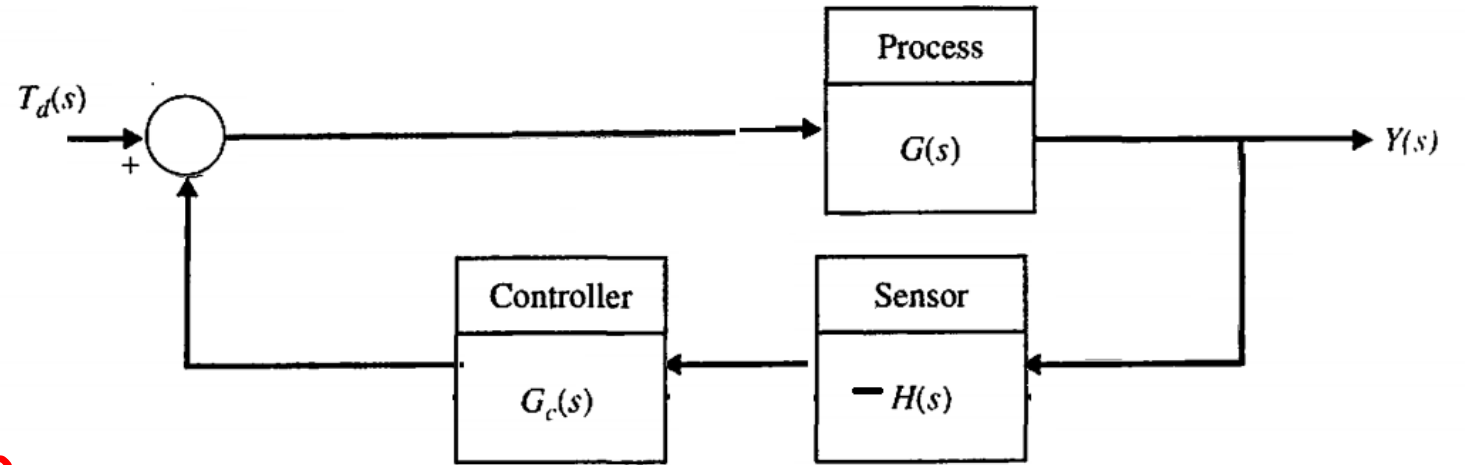 Process
T_d(s)
+
G(s)
Y(s)
Controller
Sensor
G_c(s)
− H(s)